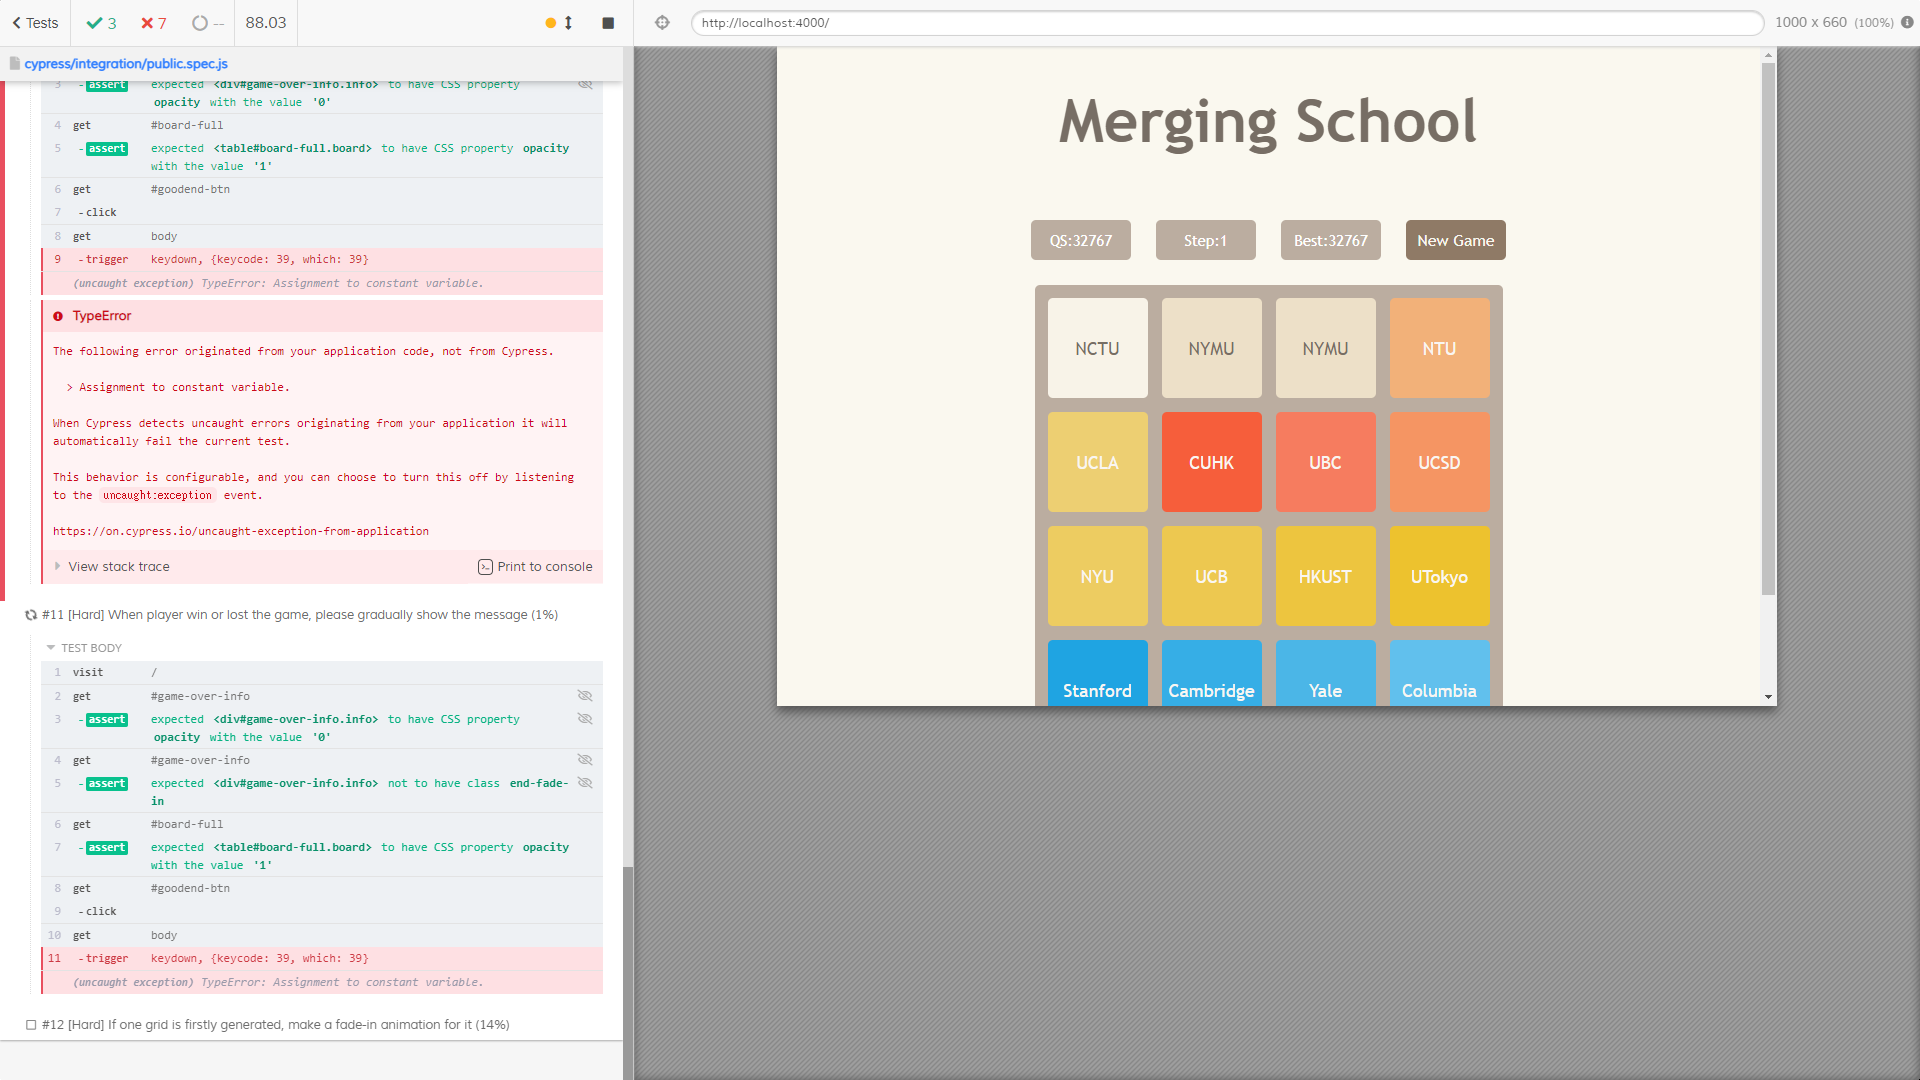 Tests
3
7
--
88.03
http://localhost:4000/
1000 x 660 (100%)
cypress/integration/public.spec.js
3 -assert expected <div#game-over-info.info> to have CSS property
opacity with the value '0'
4 get #board-full
5 -assert expected <table#board-full.board> to have CSS property opacity
with the value '1'
6 get #goodend-btn
7 -click
8 get body
9 -trigger keydown, {keycode: 39, which: 39}
(uncaught exception) TypeError: Assignment to constant variable.
TypeError
The following error originated from your application code, not from Cypress.
> Assignment to constant variable.
When Cypress detects uncaught errors originating from your application it will
automatically fail the current test.
This behavior is configurable, and you can choose to turn this off by listening
to the uncaught:exception event.
https://on.cypress.io/uncaught-exception-from-application
View stack trace
Print to console
#11 [Hard] When player win or lost the game, please gradually show the message (1%)
TEST BODY
1 visit /
2 get #game-over-info
3 -assert expected <div#game-over-info.info> to have CSS property
opacity with the value '0'
4 get #game-over-info
5 -assert expected <div#game-over-info.info> not to have class end-fade-
in
6 get #board-full
7 -assert expected <table#board-full.board> to have CSS property opacity
with the value '1'
8 get #goodend-btn
9 -click
10 get body
11 -trigger keydown, {keycode: 39, which: 39}
(uncaught exception) TypeError: Assignment to constant variable.
#12 [Hard] If one grid is firstly generated, make a fade-in animation for it (14%)
Merging School
QS:32767 Step:1 Best:32767 New Game
NCTU NYMU NYMU NTU
UCLA CUHK UBC UCSD
NYU UCB HKUST UTokyo
Stanford Cambridge Yale Columbia